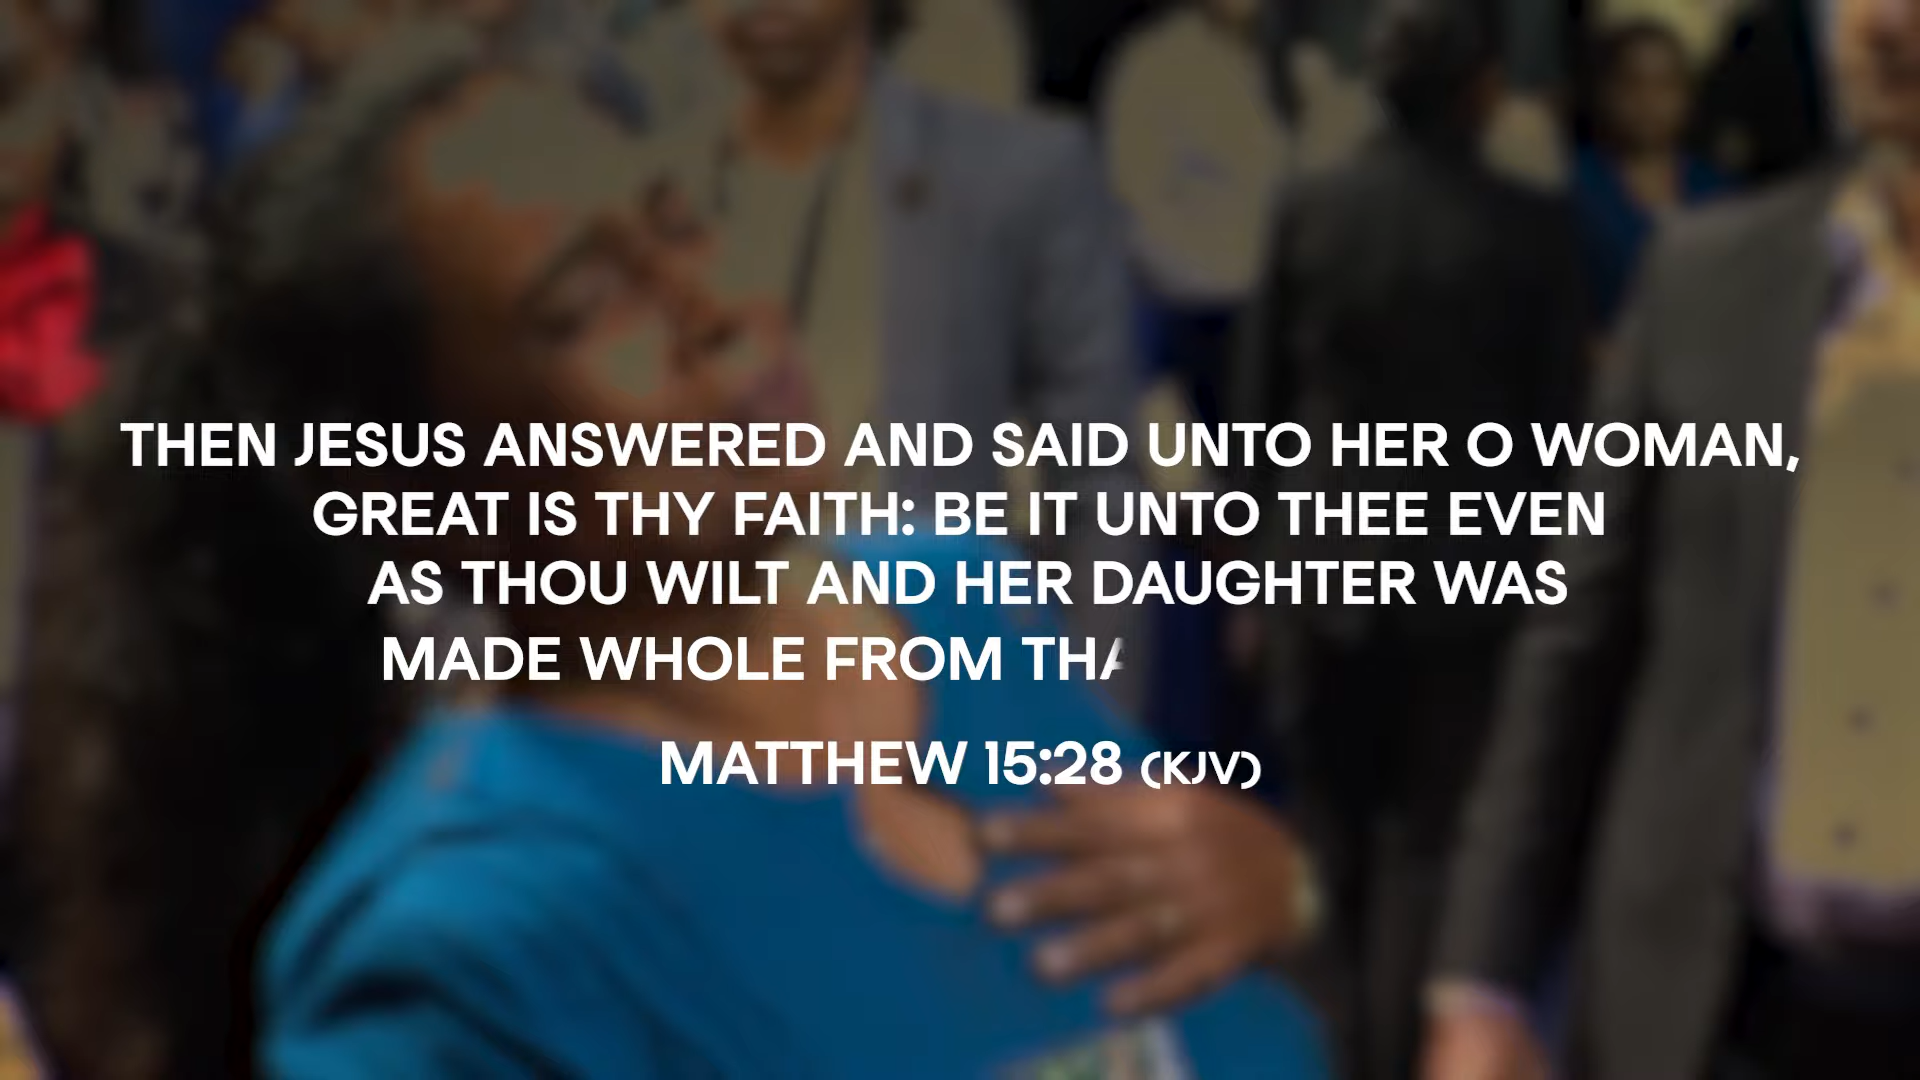 THEN JESUS ANSWERED AND SAID UNTO HER O WOMAN,
GREAT IS THY FAITH: BE IT UNTO THEE EVEN
AS THOU WILT AND HER DAUGHTER WAS
MADE WHOLE FROM THA
MATTHEW 15:28 (KJV)